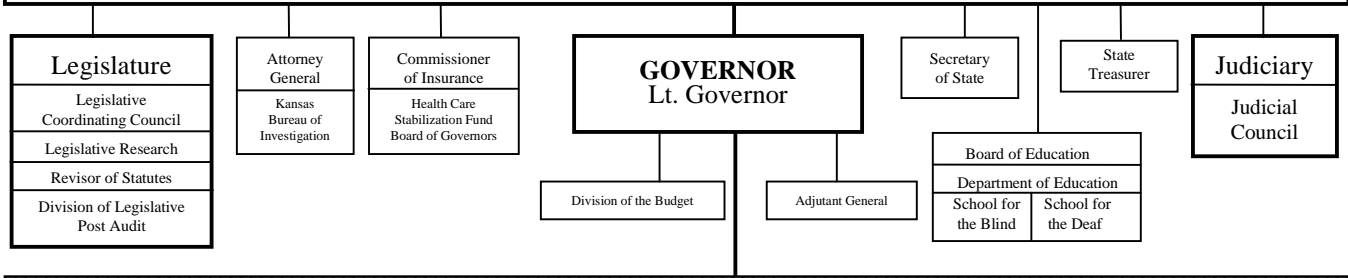 Legislature
Legislative
Coordinating Council
Legislative Research
Revisor of Statutes
Division of Legislative
Post Audit
Attorney
General
Kansas
Bureau of
Investigation
Commissioner
of Insurance
Health Care
Stabilization Fund
Board of Governors
GOVERNOR
Lt. Governor
Division of the Budget
Adjutant General
Secretary
of State
Board of Education
Department of Education
School for
the Blind
School for
the Deaf
State
Treasurer
Judiciary
Judicial
Council